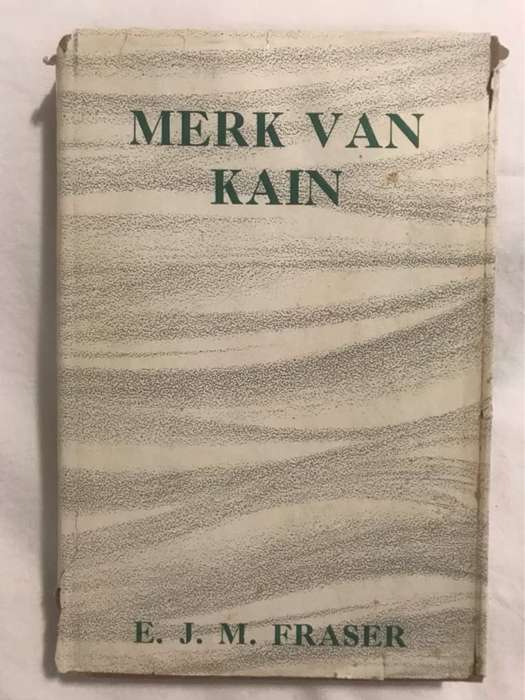 MERK VAN
KAIN
E. J. M. FRASER